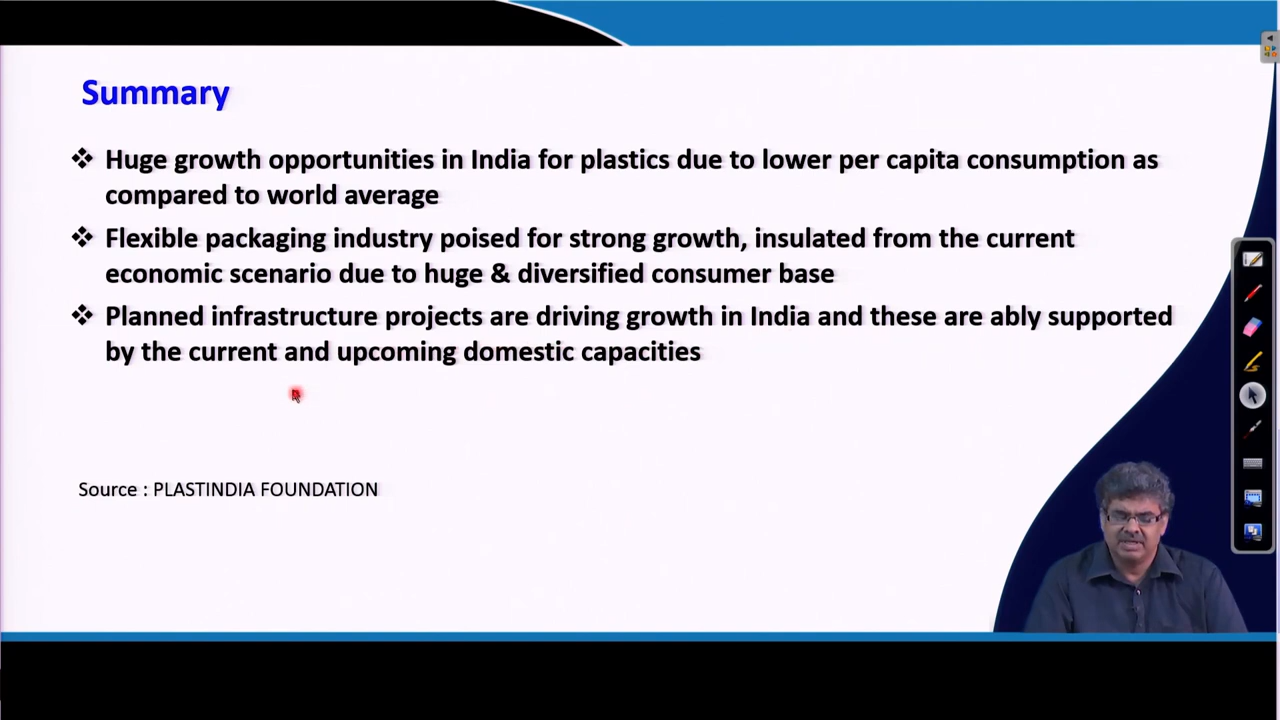 Summary
❖ Huge growth opportunities in India for plastics due to lower per capita consumption as
compared to world average
❖ Flexible packaging industry poised for strong growth, insulated from the current
economic scenario due to huge & diversified consumer base
❖ Planned infrastructure projects are driving growth in India and these are ably supported
by the current and upcoming domestic capacities
Source : PLASTINDIA FOUNDATION